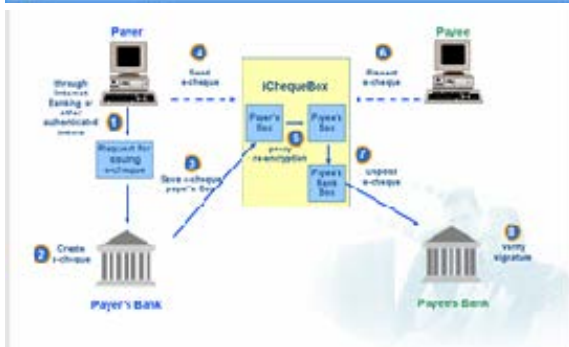 Payer
Payee
4
Send
e-cheque
6
Present
e-cheque
through
Internet
Banking or
other
authenticated
means
1
iChequeBox
Payer's
Box
Payee's
Box
5
proxy
re-encryption
Request for
issuing
e-cheque
3
Save e-cheque
payer's Box
Payee's
Bank
Box
7
e-cheque
2
Create
e-cheque
8
Verify
signature
Payer's Bank
Payee's Bank